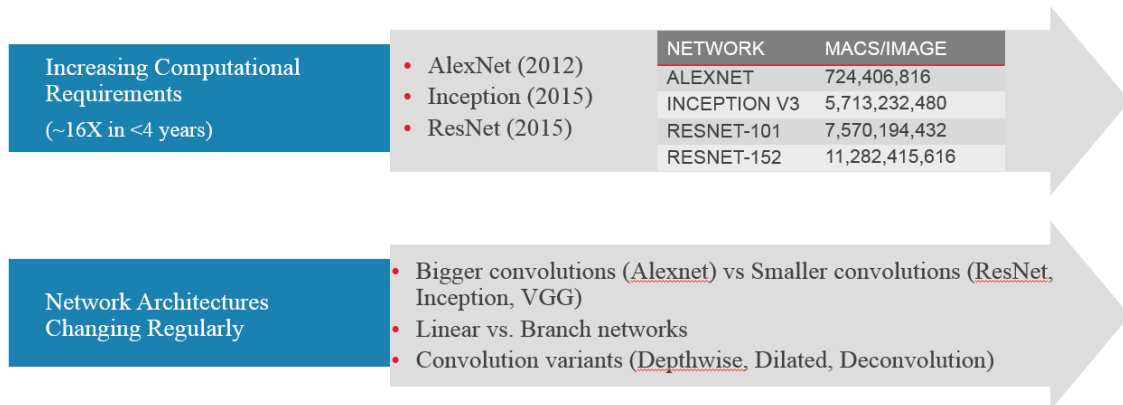 Increasing Computational
Requirements
(~16X in <4 years)
• AlexNet (2012)
• Inception (2015)
• ResNet (2015)
NETWORK MACS/IMAGE
ALEXNET 724,406,816
INCEPTION V3 5,713,232,480
RESNET-101 7,570,194,432
RESNET-152 11,282,415,616
Network Architectures
Changing Regularly
• Bigger convolutions (Alexnet) vs Smaller convolutions (ResNet,
Inception, VGG)
• Linear vs. Branch networks
• Convolution variants (Depthwise, Dilated, Deconvolution)